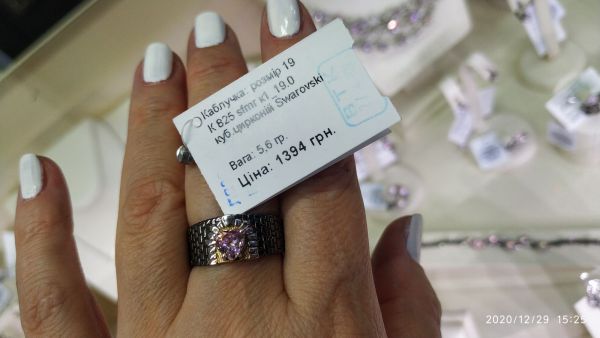 Каблучка: розмір 19
К 825 sfmr к1_19.0
куб.цирконій Swarovski
Вага: 5,6 гр.
Ціна: 1394 грн.
2020/12/29 15:25